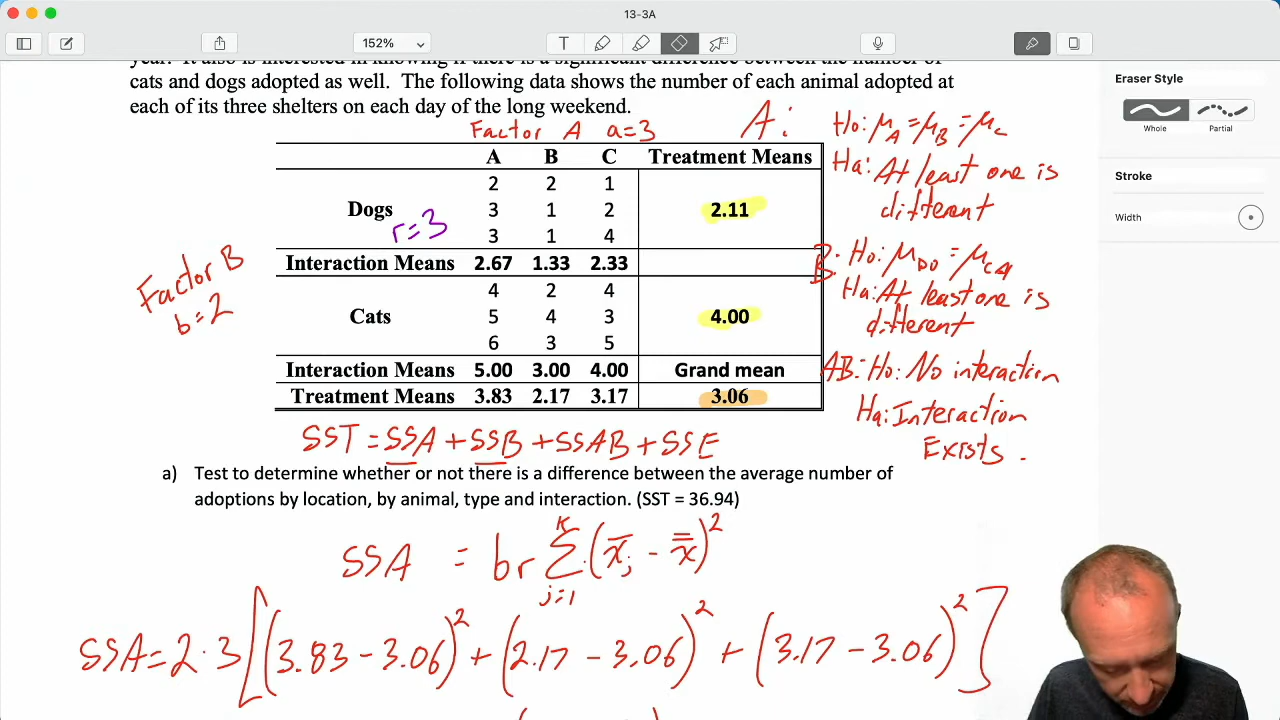 13-3A
152%
T
Eraser Style
Whole
Partial
Stroke
Width
year. It also is interested in knowing if there is a significant difference between the number of
cats and dogs adopted as well. The following data shows the number of each animal adopted at
each of its three shelters on each day of the long weekend.
Factor A a=3
A B C Treatment Means
2 2 1
Dogs 3 1 2 2.11
r=3
3 1 4
Interaction Means 2.67 1.33 2.33
4 2 4
Cats 5 4 3 4.00
6 3 5
Interaction Means 5.00 3.00 4.00 Grand mean
Treatment Means 3.83 2.17 3.17 3.06
Factor B
b=2
A: Ho: μA = μB = μC
Ha: At least one is
different
B: Ho: μDO = μCA
Ha: At least one is
different
AB: Ho: No interaction
Ha: Interaction
Exists.
SST = SSA + SSB + SSAB + SSE
a) Test to determine whether or not there is a difference between the average number of
adoptions by location, by animal, type and interaction. (SST = 36.94)
SSA = br Σ_{j=1}^{k} (x̄j - x̿)²
SSA = 2·3 [(3.83 - 3.06)² + (2.17 - 3.06)² + (3.17 - 3.06)²]